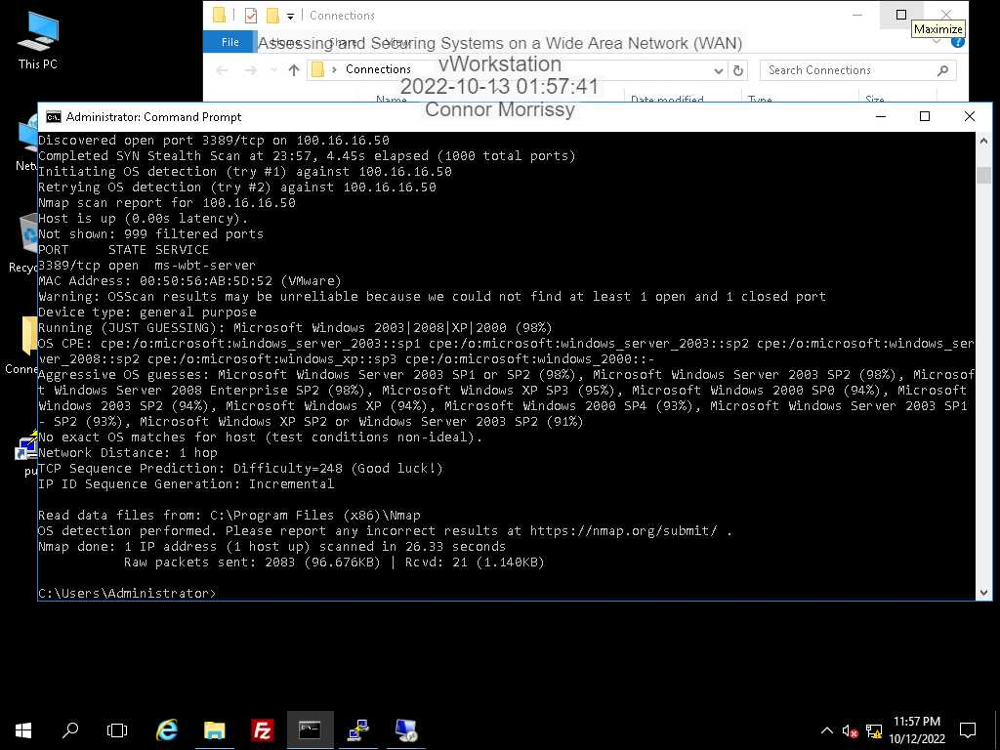 This PC
Connections
Maximize
File
Assessing and Securing Systems on a Wide Area Network (WAN)
vWorkstation
2022-10-13 01:57:41
Connor Morrissy
Connections
Search Connections
Name
Date modified
Type
Size
Administrator: Command Prompt
Discovered open port 3389/tcp on 100.16.16.50
Completed SYN Stealth Scan at 23:57, 4.45s elapsed (1000 total ports)
Initiating OS detection (try #1) against 100.16.16.50
Retrying OS detection (try #2) against 100.16.16.50
Nmap scan report for 100.16.16.50
Host is up (0.00s latency).
Not shown: 999 filtered ports
PORT STATE SERVICE
3389/tcp open ms-wbt-server
MAC Address: 00:50:56:AB:5D:52 (VMware)
Warning: OSScan results may be unreliable because we could not find at least 1 open and 1 closed port
Device type: general purpose
Running (JUST GUESSING): Microsoft Windows 2003|2008|XP|2000 (98%)
OS CPE: cpe:/o:microsoft:windows_server_2003::sp1 cpe:/o:microsoft:windows_server_2003::sp2 cpe:/o:microsoft:windows_ser
ver_2008::sp2 cpe:/o:microsoft:windows_xp::sp3 cpe:/o:microsoft:windows_2000::-
Aggressive OS guesses: Microsoft Windows Server 2003 SP1 or SP2 (98%), Microsoft Windows Server 2003 SP2 (98%), Microsof
t Windows Server 2008 Enterprise SP2 (98%), Microsoft Windows XP SP3 (95%), Microsoft Windows 2000 SP0 (94%), Microsoft
Windows 2003 SP2 (94%), Microsoft Windows XP (94%), Microsoft Windows 2000 SP4 (93%), Microsoft Windows Server 2003 SP1
- SP2 (93%), Microsoft Windows XP SP2 or Windows Server 2003 SP2 (91%)
No exact OS matches for host (test conditions non-ideal).
Network Distance: 1 hop
TCP Sequence Prediction: Difficulty=248 (Good luck!)
IP ID Sequence Generation: Incremental
Read data files from: C:\Program Files (x86)\Nmap
OS detection performed. Please report any incorrect results at https://nmap.org/submit/ .
Nmap done: 1 IP address (1 host up) scanned in 26.33 seconds
Raw packets sent: 2083 (96.676KB) | Rcvd: 21 (1.140KB)
C:\Users\Administrator>
Netw
Recyc
Conne
pu
11:57 PM
10/12/2022